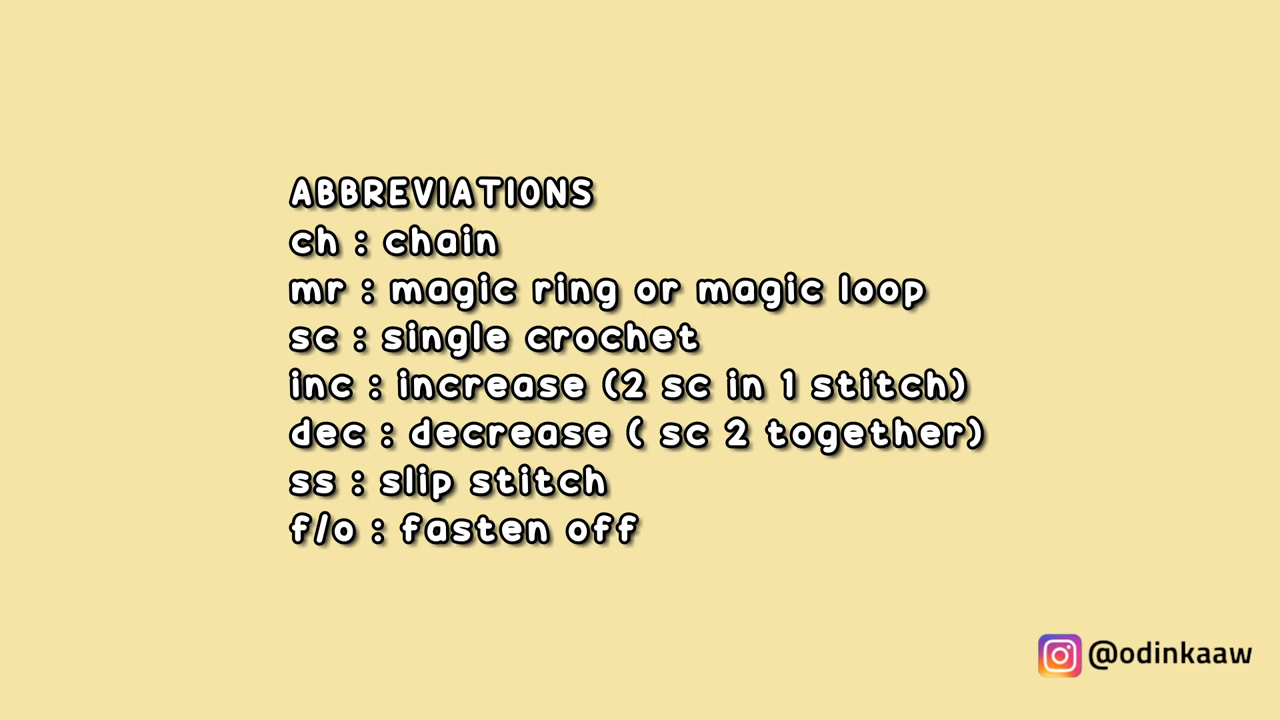 ABBREVIATIONS
ch : chain
mr : magic ring or magic loop
sc : single crochet
inc : increase (2 sc in 1 stitch)
dec : decrease ( sc 2 together)
ss : slip stitch
f/o : fasten off
@odinkaaw